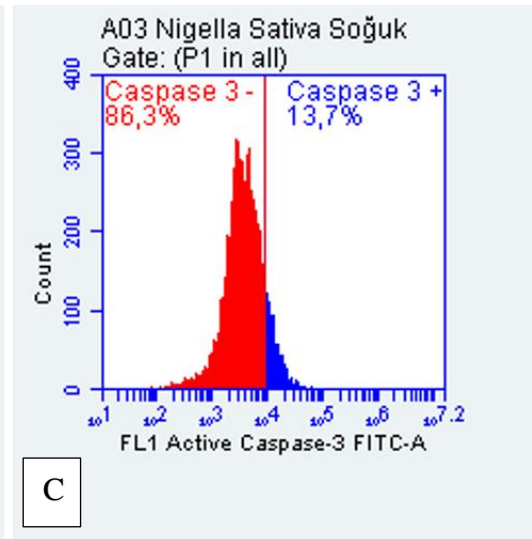 A03 Nigella Sativa Soğuk
Gate: (P1 in all)
Caspase 3 - Caspase 3 +
86,3% 13,7%
400
300
200
100
0
Count
10^1 10^2 10^3 10^4 10^5 10^6 10^7.2
FL1 Active Caspase-3 FITC-A
C